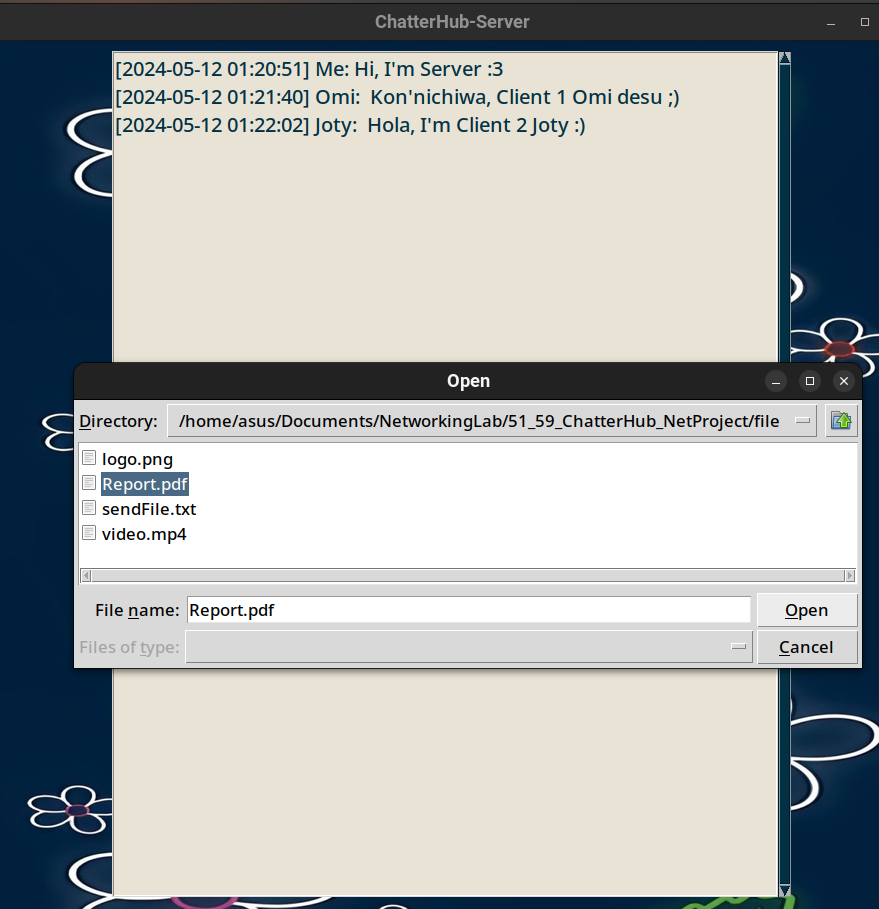 ChatterHub-Server
[2024-05-12 01:20:51] Me: Hi, I'm Server :3
[2024-05-12 01:21:40] Omi:  Kon'nichiwa, Client 1 Omi desu ;)
[2024-05-12 01:22:02] Joty:  Hola, I'm Client 2 Joty :)
Open
Directory: /home/asus/Documents/NetworkingLab/51_59_ChatterHub_NetProject/file
logo.png
Report.pdf
sendFile.txt
video.mp4
File name: Report.pdf Open
Files of type: Cancel